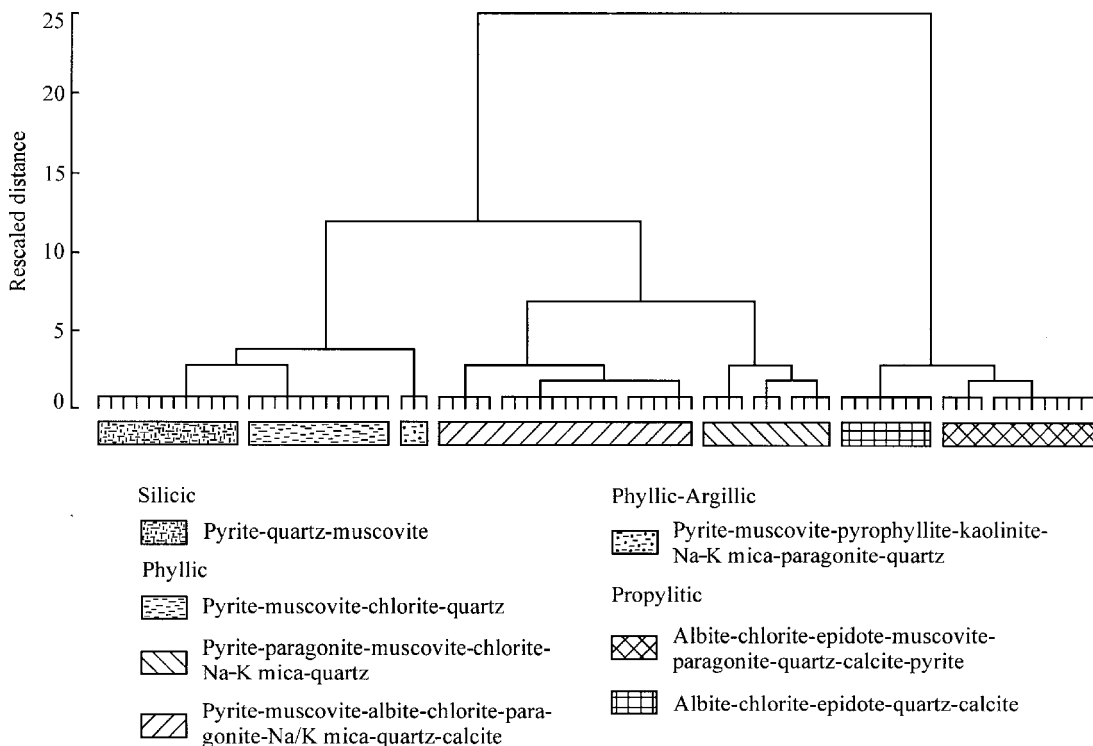 25
20
15
10
5
0
Rescaled distance
Silicic
Pyrite-quartz-muscovite
Phyllic
Pyrite-muscovite-chlorite-quartz
Pyrite-paragonite-muscovite-chlorite-
Na-K mica-quartz
Pyrite-muscovite-albite-chlorite-para-
gonite-Na/K mica-quartz-calcite
Phyllic-Argillic
Pyrite-muscovite-pyrophyllite-kaolinite-
Na-K mica-paragonite-quartz
Propylitic
Albite-chlorite-epidote-muscovite-
paragonite-quartz-calcite-pyrite
Albite-chlorite-epidote-quartz-calcite